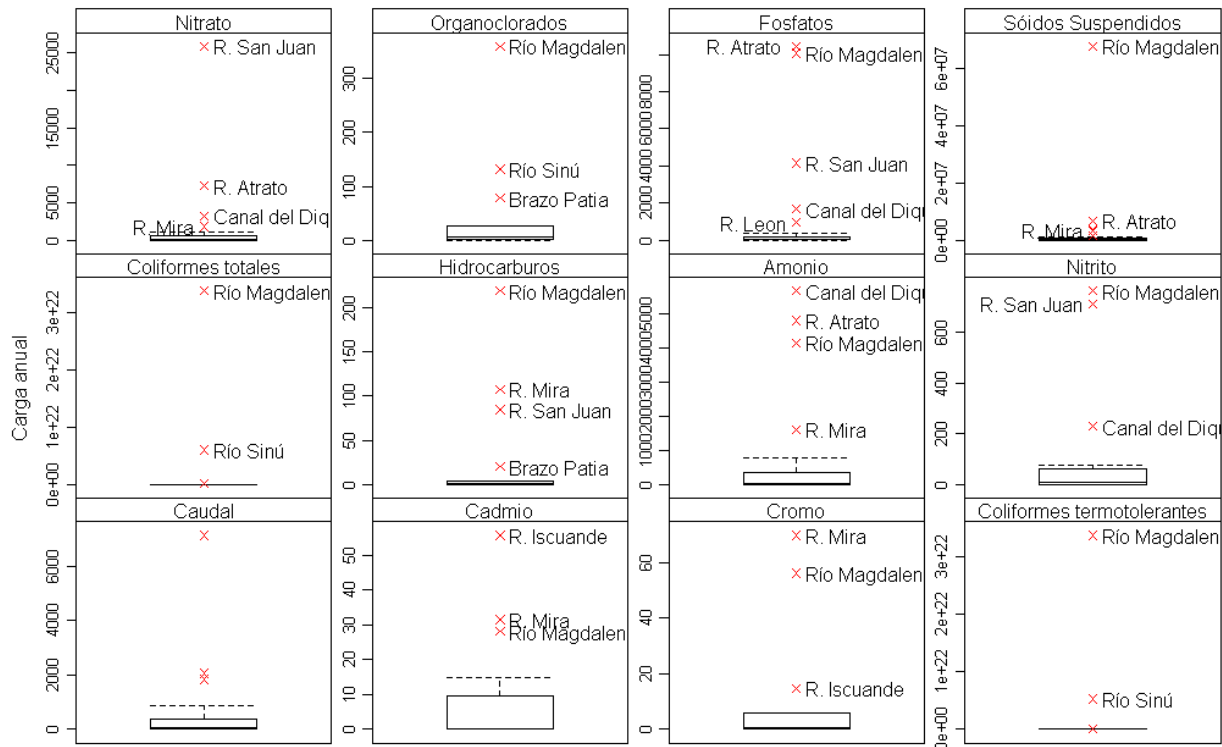 Nitrato
25000
15000
5000
0
R. San Juan
R. Atrato
Canal del Diq
R. Mira
Organoclorados
300
200
100
0
Río Magdalen
Río Sinú
Brazo Patia
Fosfatos
8000
6000
4000
2000
0
R. Atrato
Río Magdalen
R. San Juan
Canal del Diqu
R. Leon
Sóidos Suspendidos
6e+07
4e+07
2e+07
0e+00
Río Magdalen
R. Atrato
R. Mira
Carga anual
Coliformes totales
3e+22
2e+22
1e+22
0e+00
Río Magdalen
Río Sinú
Hidrocarburos
200
150
100
50
0
Río Magdalen
R. Mira
R. San Juan
Brazo Patia
Amonio
5000
4000
3000
2000
1000
0
Canal del Diqu
R. Atrato
Río Magdalen
R. Mira
Nitrito
600
400
200
0
Río Magdalen
R. San Juan
Canal del Diqu
Caudal
6000
4000
2000
0
Cadmio
50
40
30
20
10
0
R. Iscuande
R. Mira
Río Magdalen
Cromo
60
40
20
0
R. Mira
Río Magdalen
R. Iscuande
Coliformes termotolerantes
3e+22
2e+22
1e+22
0e+00
Río Magdalen
Río Sinú